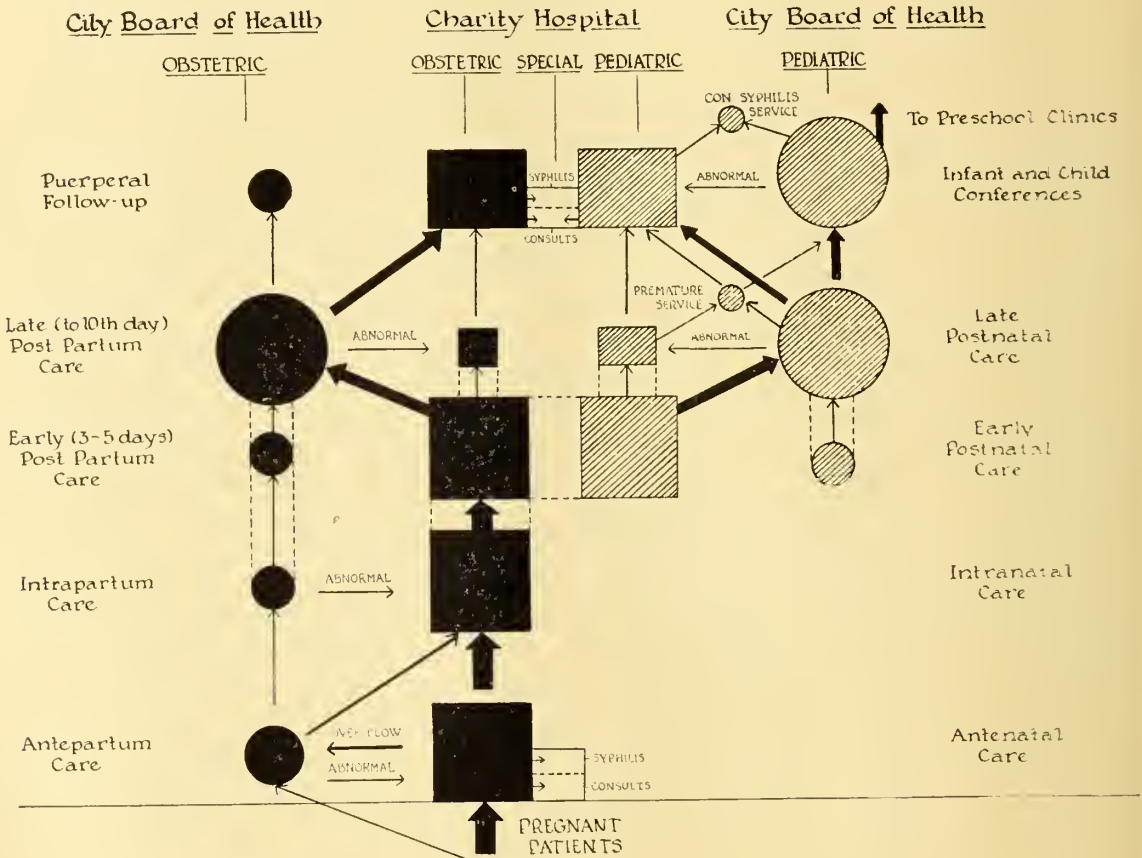 City Board of Health
Charity Hospital
City Board of Health
OBSTETRIC
OBSTETRIC
SPECIAL
PEDIATRIC
PEDIATRIC
CON SYPHILIS
SERVICE
To Preschool Clinics
Puerperal
Follow-up
SYPHILIS
CONSULTS
ABNORMAL
Infant and Child
Conferences
PREMATURE
SERVICE
Late (to 10th day)
Post Partum
Care
ABNORMAL
ABNORMAL
Late
Postnatal
Care
Early (3-5 days)
Post Partum
Care
Early
Postnatal
Care
Intrapartum
Care
ABNORMAL
Intranatal
Care
Antepartum
Care
ABNORMAL
SYPHILIS
CONSULTS
Antenatal
Care
PREGNANT
PATIENTS